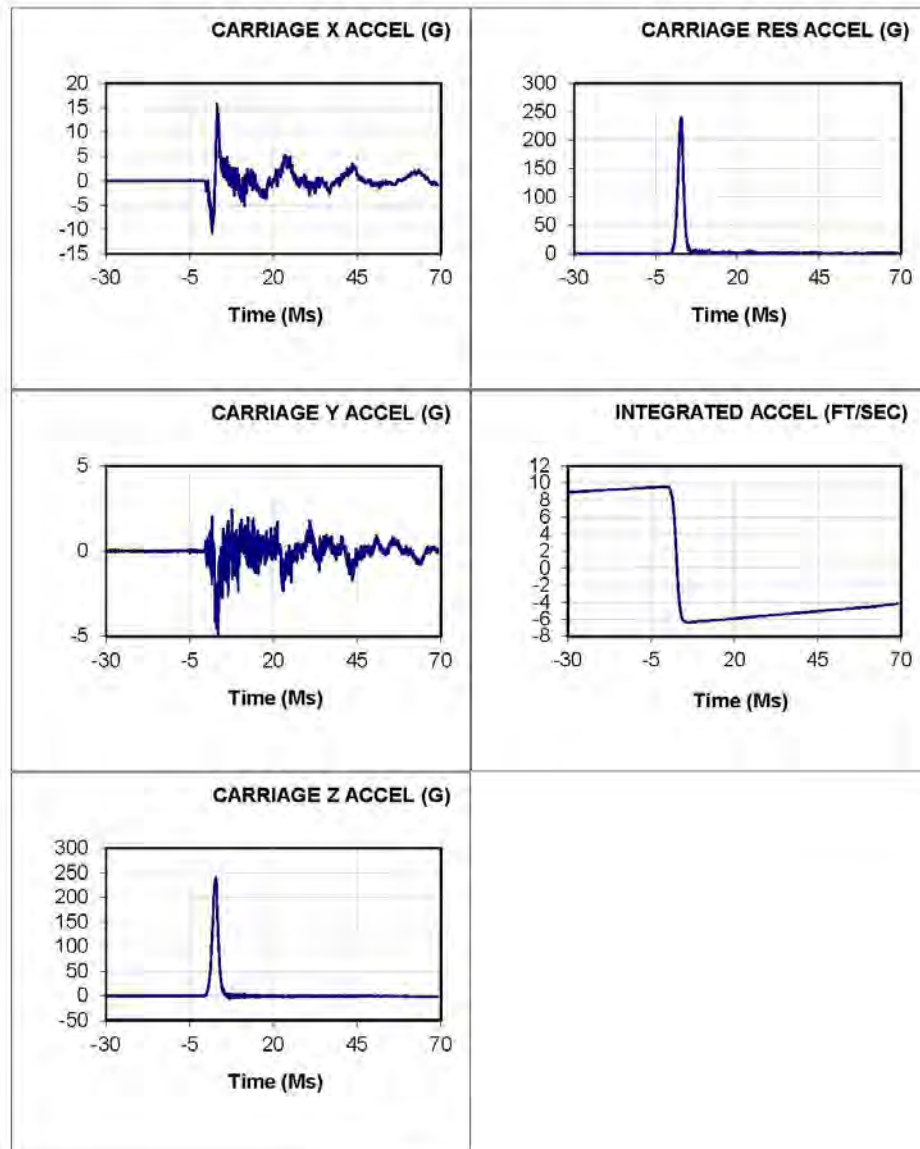 CARRIAGE X ACCEL (G)
20
15
10
5
0
-5
-10
-15
-30 -5 20 45 70
Time (Ms)
CARRIAGE RES ACCEL (G)
300
250
200
150
100
50
0
-30 -5 20 45 70
Time (Ms)
CARRIAGE Y ACCEL (G)
5
0
-5
-30 -5 20 45 70
Time (Ms)
INTEGRATED ACCEL (FT/SEC)
12
10
8
6
4
2
0
-2
-4
-6
-8
-30 -5 20 45 70
Time (Ms)
CARRIAGE Z ACCEL (G)
300
250
200
150
100
50
0
-50
-30 -5 20 45 70
Time (Ms)